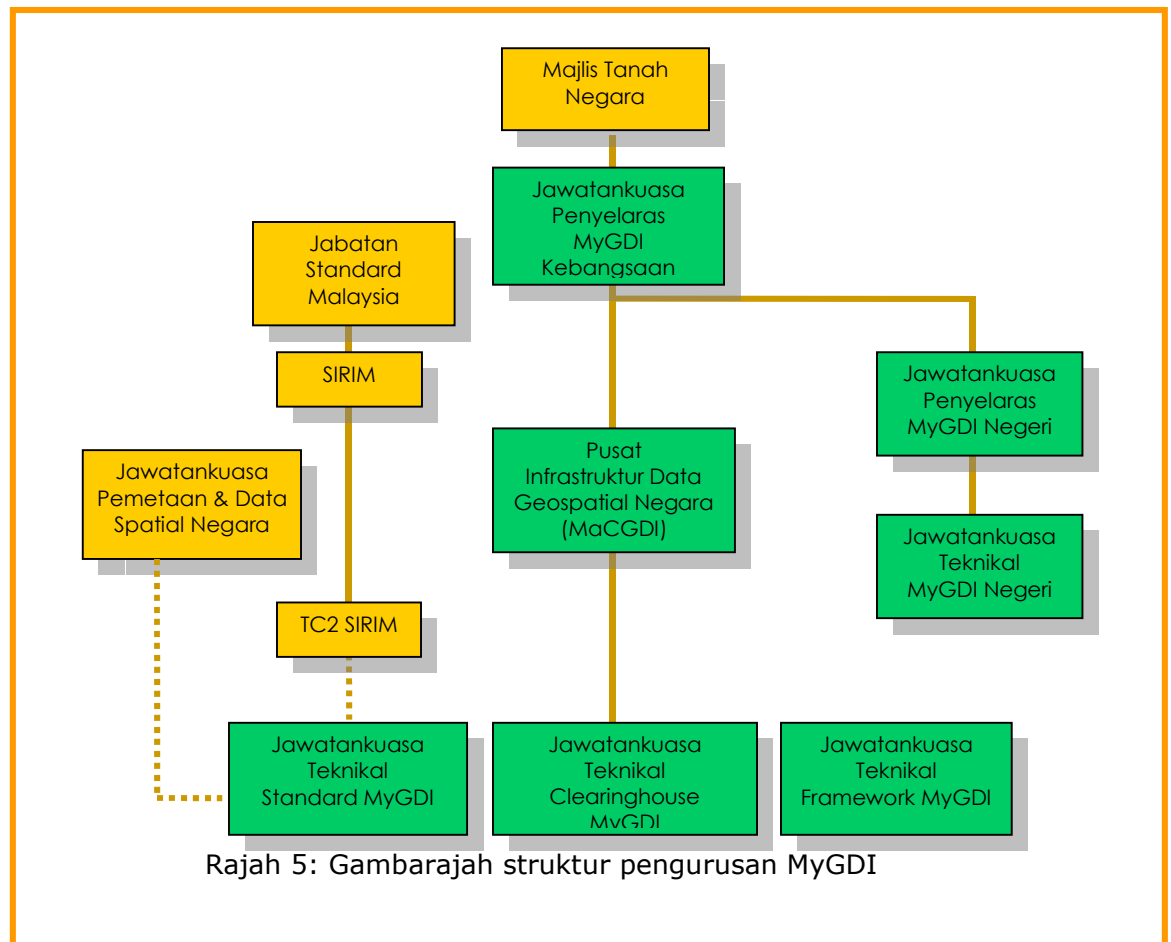 Majlis Tanah
Negara
Jawatankuasa
Penyelaras
MyGDI
Kebangsaan
Jabatan
Standard
Malaysia
SIRIM
Jawatankuasa
Penyelaras
MyGDI Negeri
Pusat
Infrastruktur Data
Geospatial Negara
(MaCGDI)
Jawatankuasa
Pemetaan & Data
Spatial Negara
Jawatankuasa
Teknikal
MyGDI Negeri
TC2 SIRIM
Jawatankuasa
Teknikal
Standard MyGDI
Jawatankuasa
Teknikal
Clearinghouse
MyGDI
Jawatankuasa
Teknikal
Framework MyGDI
Rajah 5: Gambarajah struktur pengurusan MyGDI